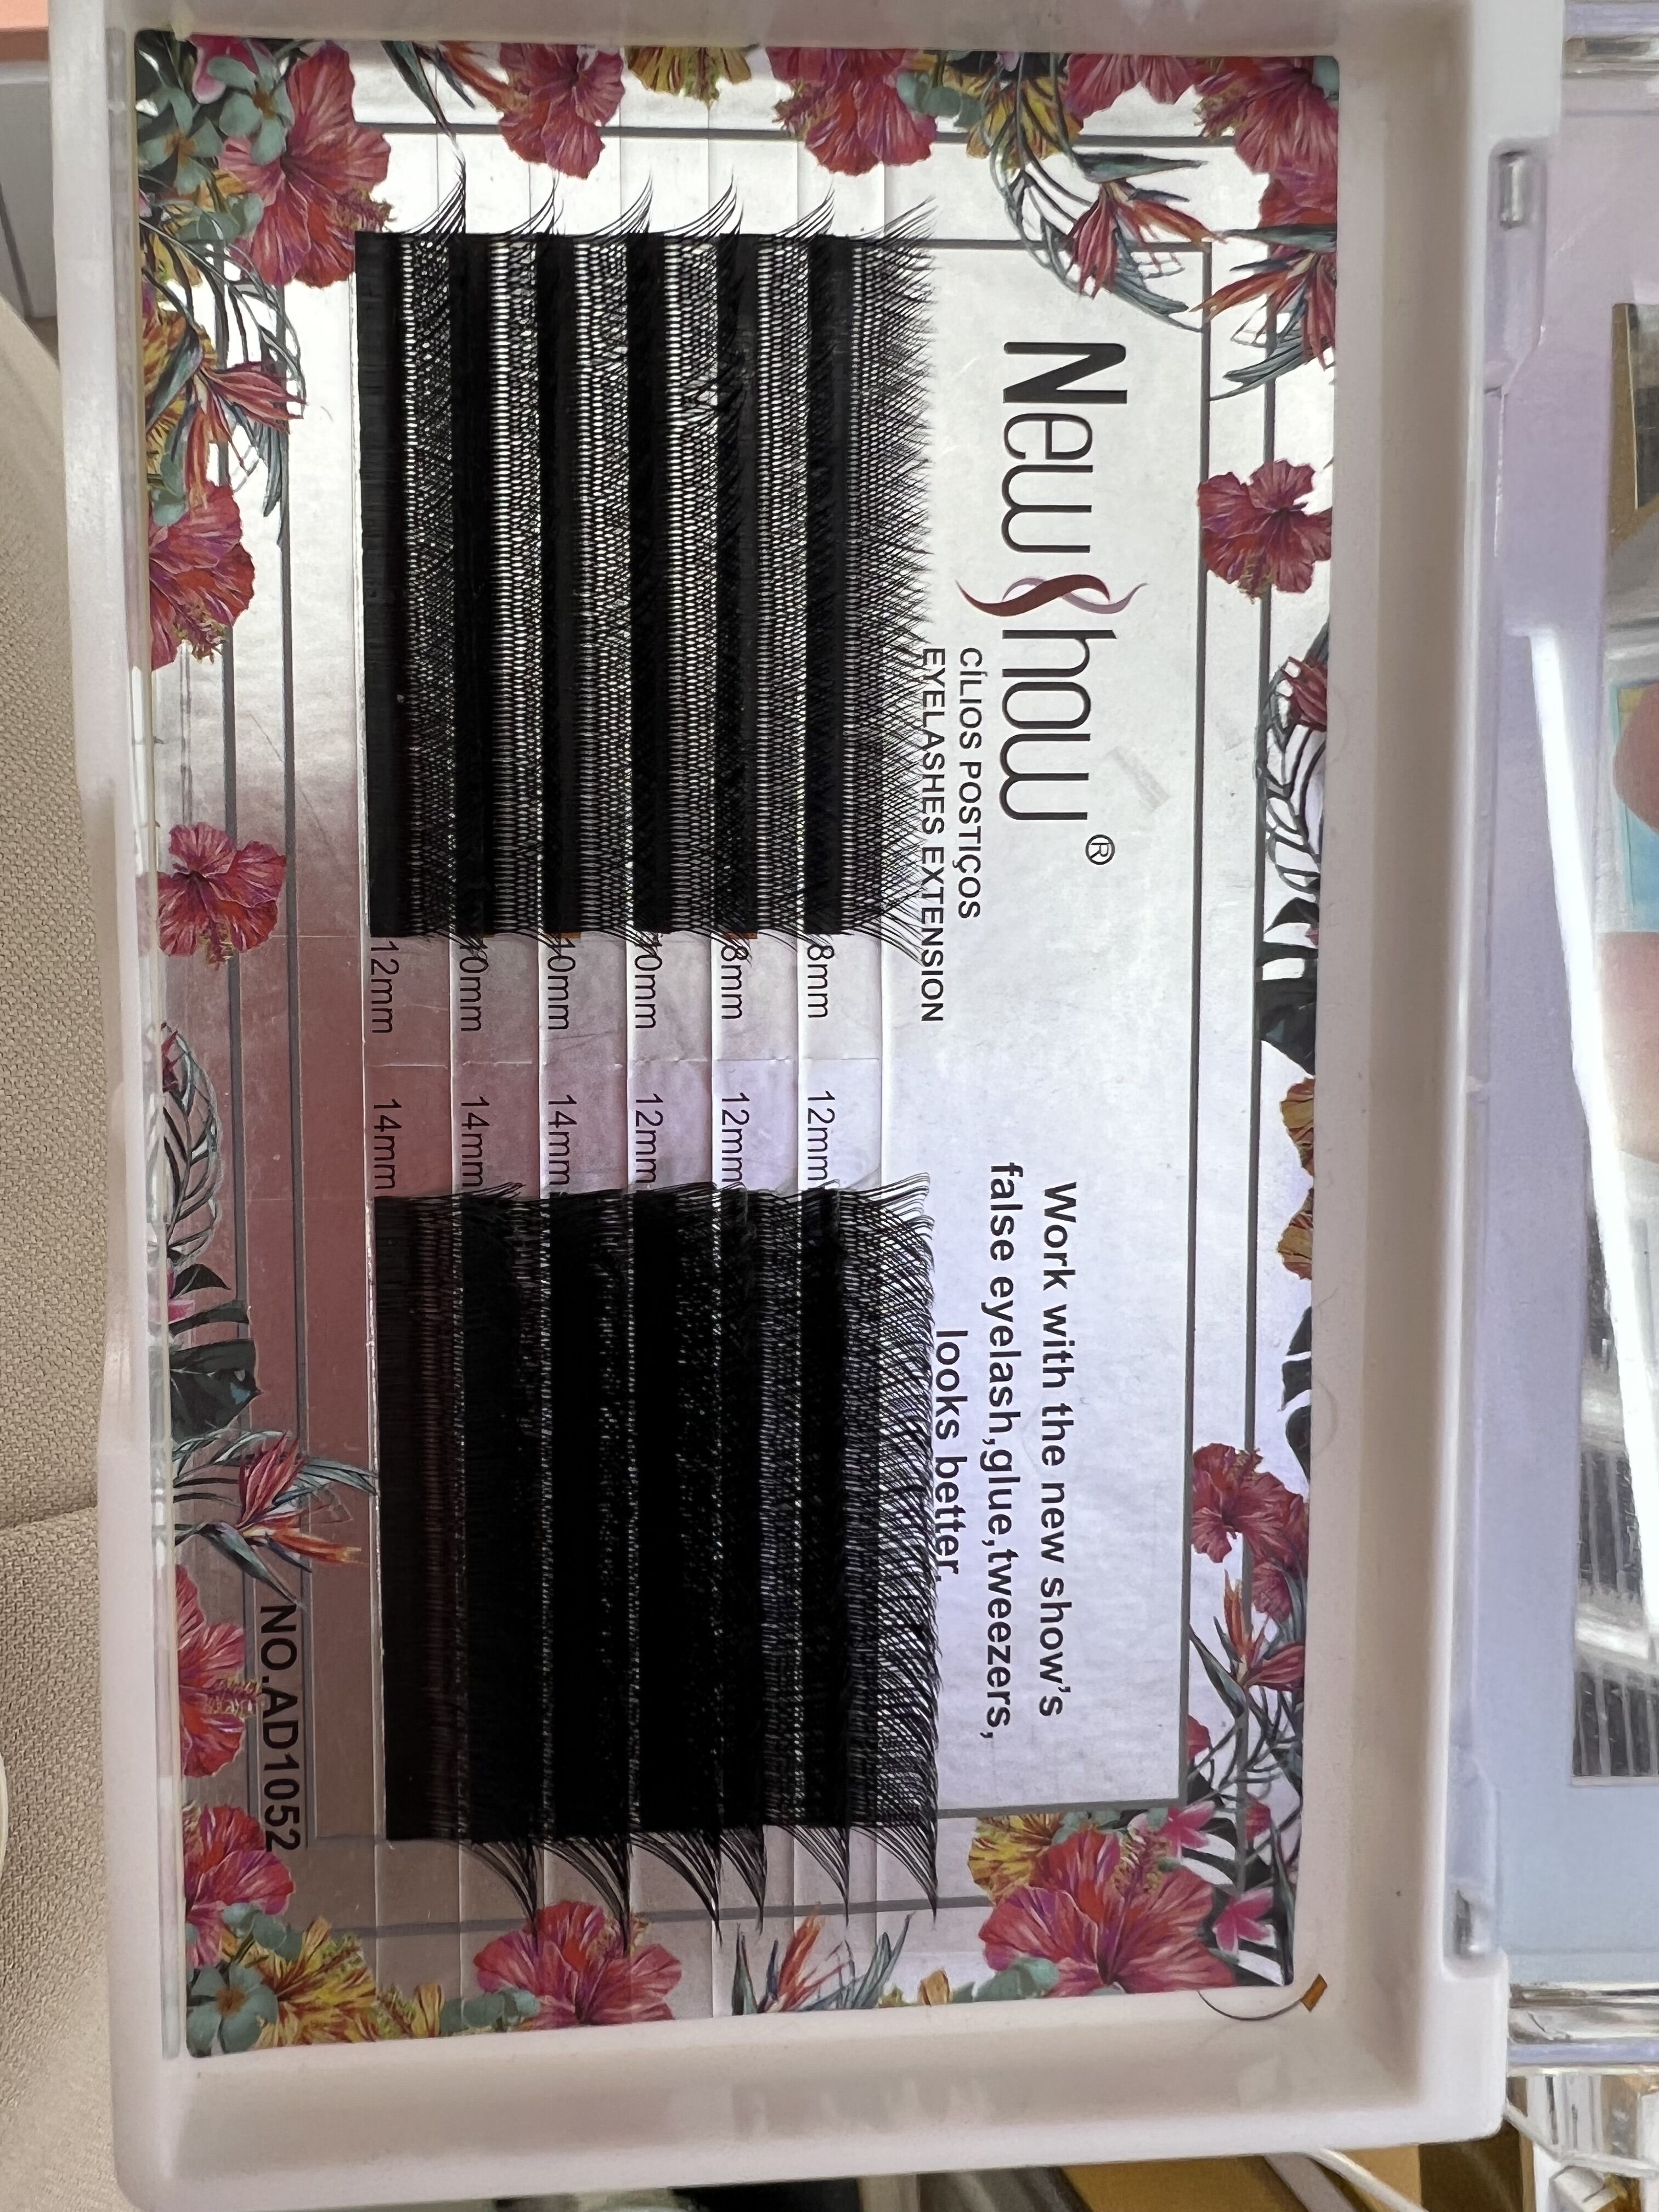 New Show ®
CÍLIOS POSTIÇOS
EYELASHES EXTENSION
Work with the new show's
false eyelash,glue,tweezers,
looks better.
8mm 12mm
8mm 12mm
10mm 12mm
10mm 14mm
10mm 14mm
12mm 14mm
NO.AD1052